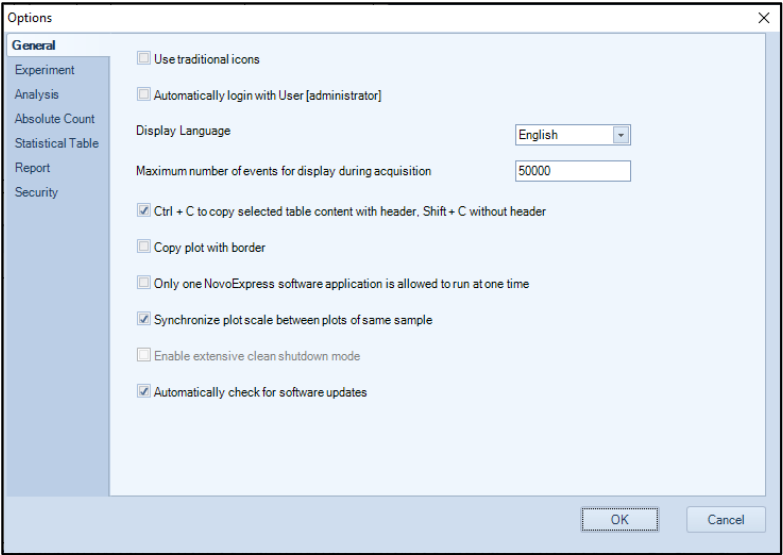 Options
General
Experiment
Analysis
Absolute Count
Statistical Table
Report
Security
Use traditional icons
Automatically login with User [administrator]
Display Language
English
Maximum number of events for display during acquisition
50000
Ctrl + C to copy selected table content with header, Shift + C without header
Copy plot with border
Only one NovoExpress software application is allowed to run at one time
Synchronize plot scale between plots of same sample
Enable extensive clean shutdown mode
Automatically check for software updates
OK
Cancel